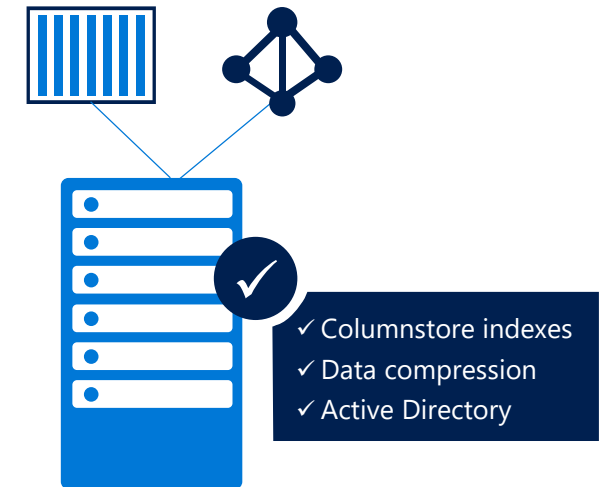 ✓ Columnstore indexes
✓ Data compression
✓ Active Directory